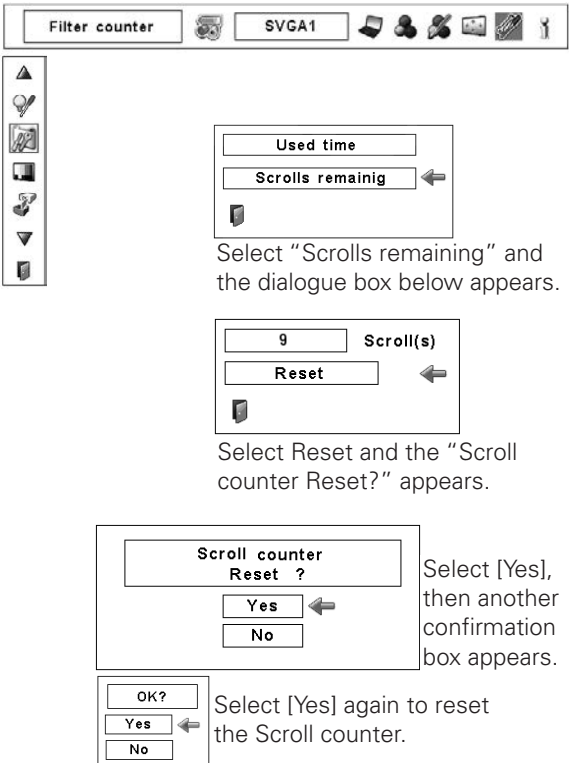 Filter counter
SVGA1
Used time
Scrolls remainig
Select “Scrolls remaining” and
the dialogue box below appears.
9 Scroll(s)
Reset
Select Reset and the “Scroll
counter Reset?” appears.
Scroll counter
Reset ?
Yes
No
Select [Yes],
then another
confirmation
box appears.
OK?
Yes
No
Select [Yes] again to reset
the Scroll counter.